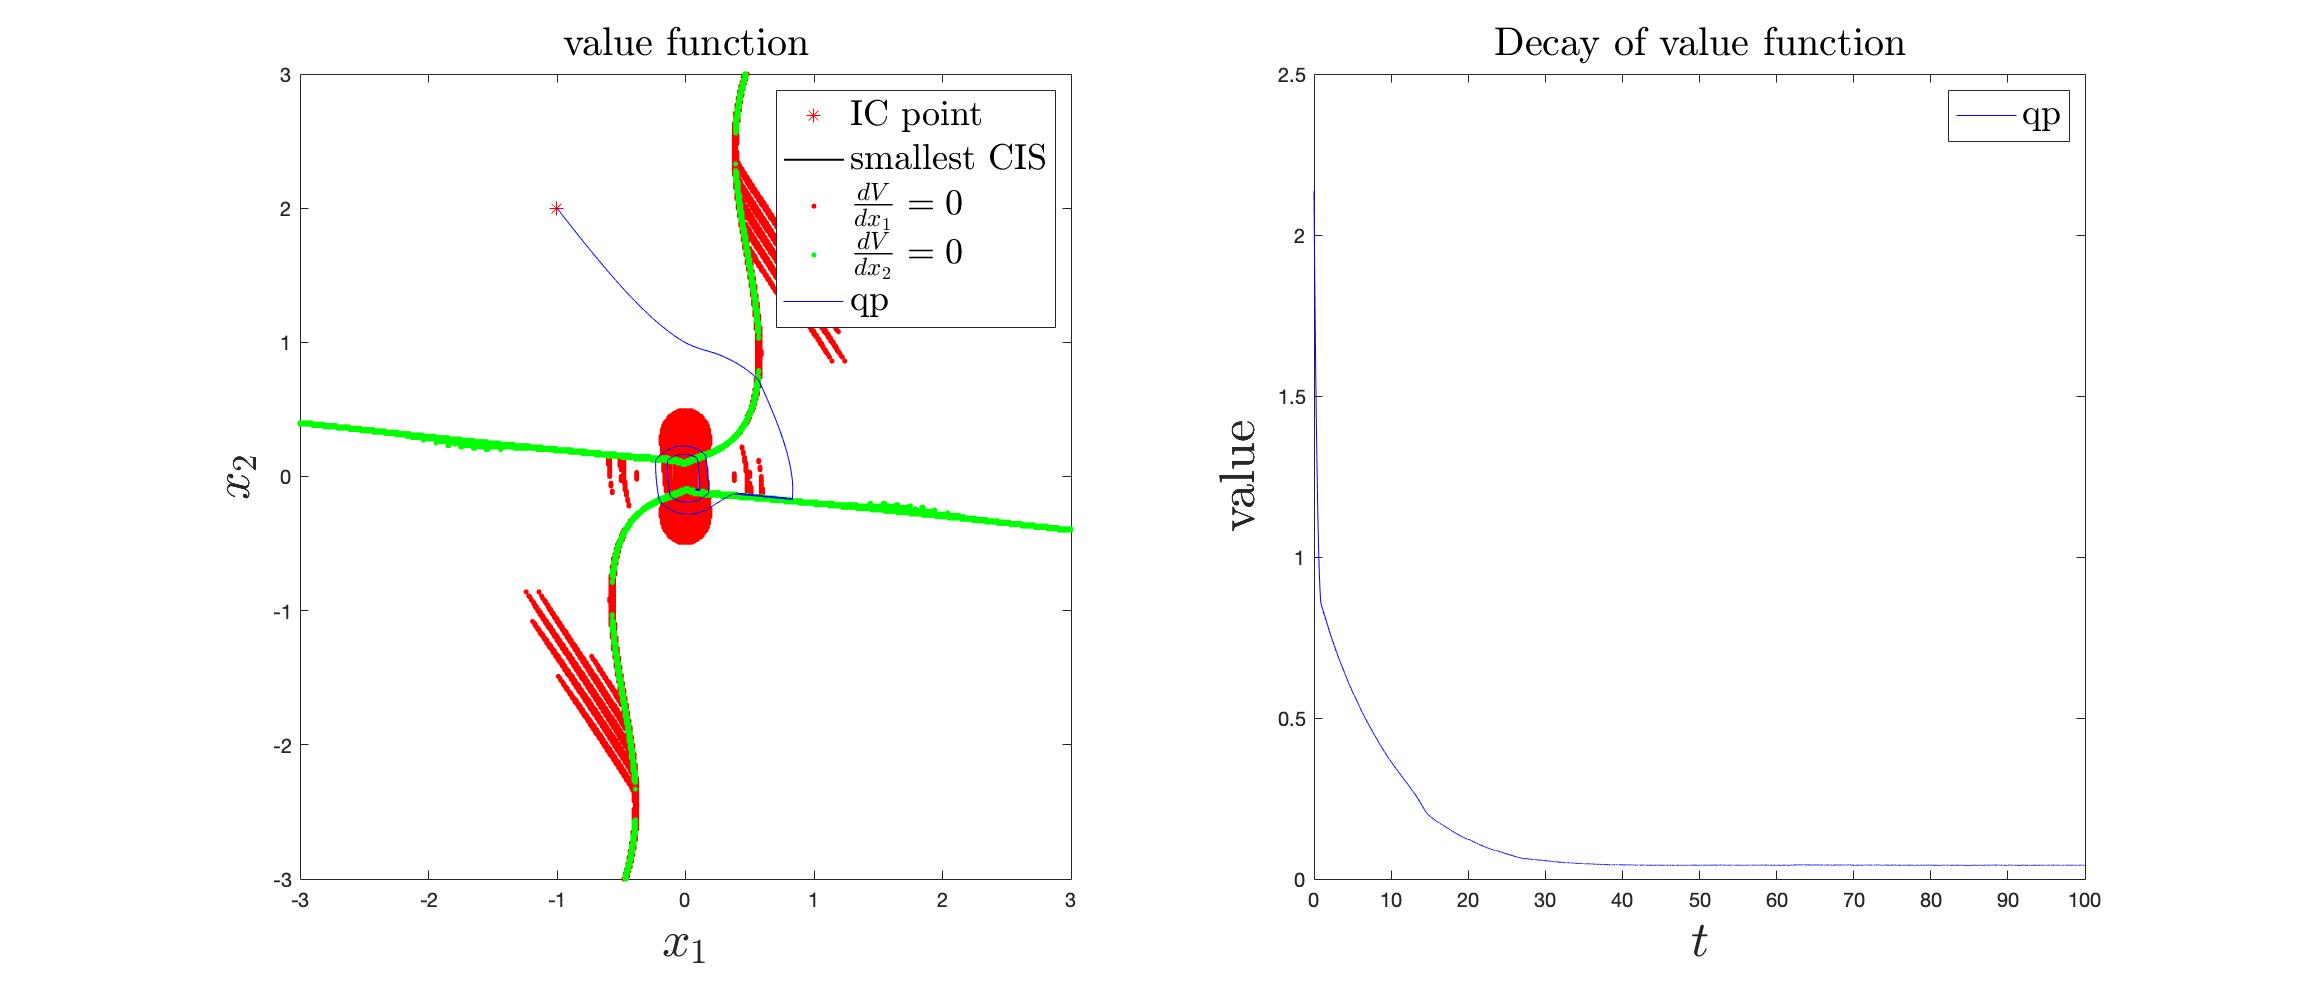 value function
3
2
1
0
-1
-2
-3
-3 -2 -1 0 1 2 3
x₂
x₁
IC point
smallest CIS
dV/dx₁ = 0
dV/dx₂ = 0
qp
Decay of value function
2.5
2
1.5
1
0.5
0
0 10 20 30 40 50 60 70 80 90 100
value
t
qp